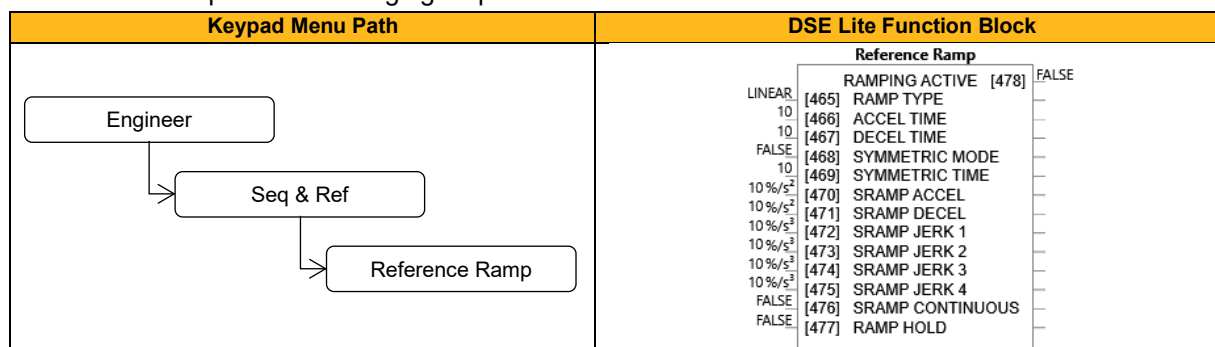 Keypad Menu Path
DSE Lite Function Block
Engineer
Seq & Ref
Reference Ramp
Reference Ramp
RAMPING ACTIVE [478] FALSE
LINEAR [465] RAMP TYPE
10 [466] ACCEL TIME
10 [467] DECEL TIME
FALSE [468] SYMMETRIC MODE
10 [469] SYMMETRIC TIME
10 %/s² [470] SRAMP ACCEL
10 %/s² [471] SRAMP DECEL
10 %/s³ [472] SRAMP JERK 1
10 %/s³ [473] SRAMP JERK 2
10 %/s³ [474] SRAMP JERK 3
10 %/s³ [475] SRAMP JERK 4
FALSE [476] SRAMP CONTINUOUS
FALSE [477] RAMP HOLD